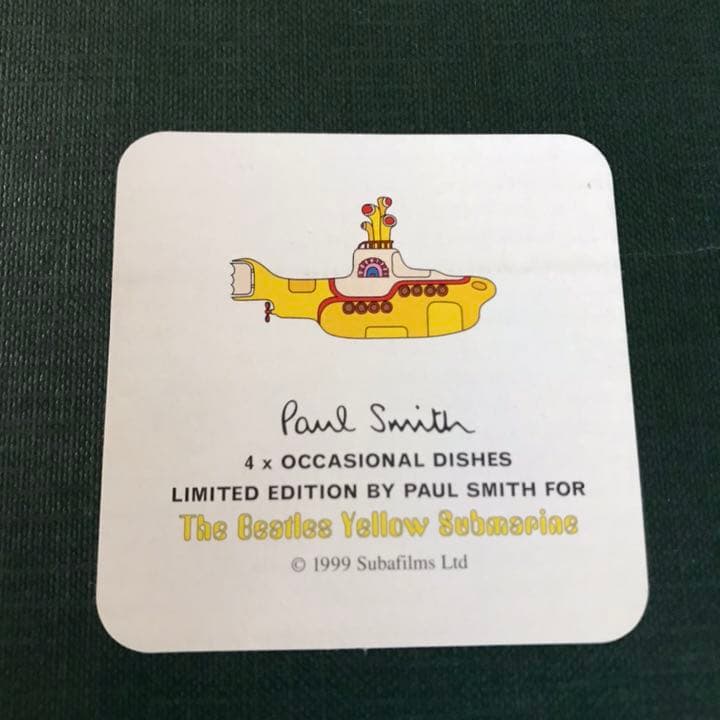 Paul Smith
4 x OCCASIONAL DISHES
LIMITED EDITION BY PAUL SMITH FOR
The Beatles Yellow Submarine
© 1999 Subafilms Ltd